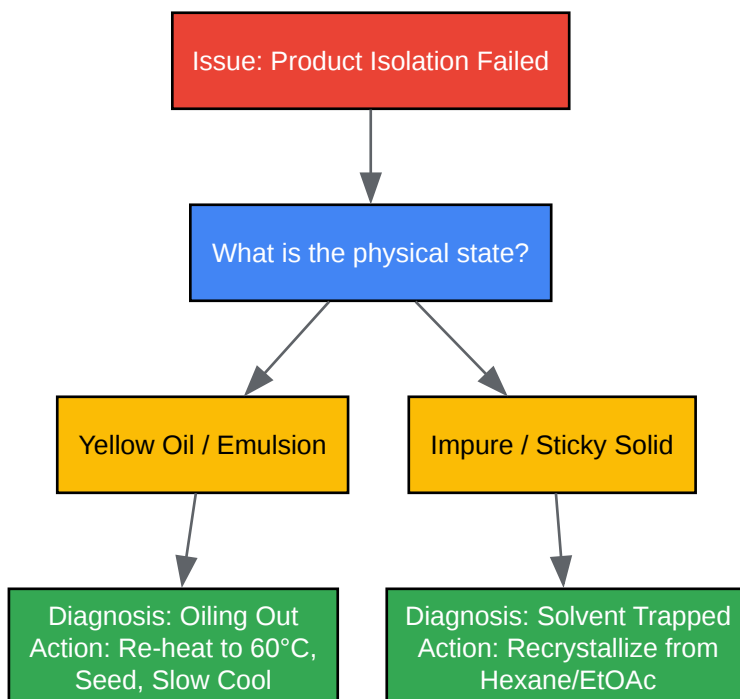 Issue: Product Isolation Failed
What is the physical state?
Yellow Oil / Emulsion
Impure / Sticky Solid
Diagnosis: Oiling Out
Action: Re-heat to 60°C,
Seed, Slow Cool
Diagnosis: Solvent Trapped
Action: Recrystallize from
Hexane/EtOAc